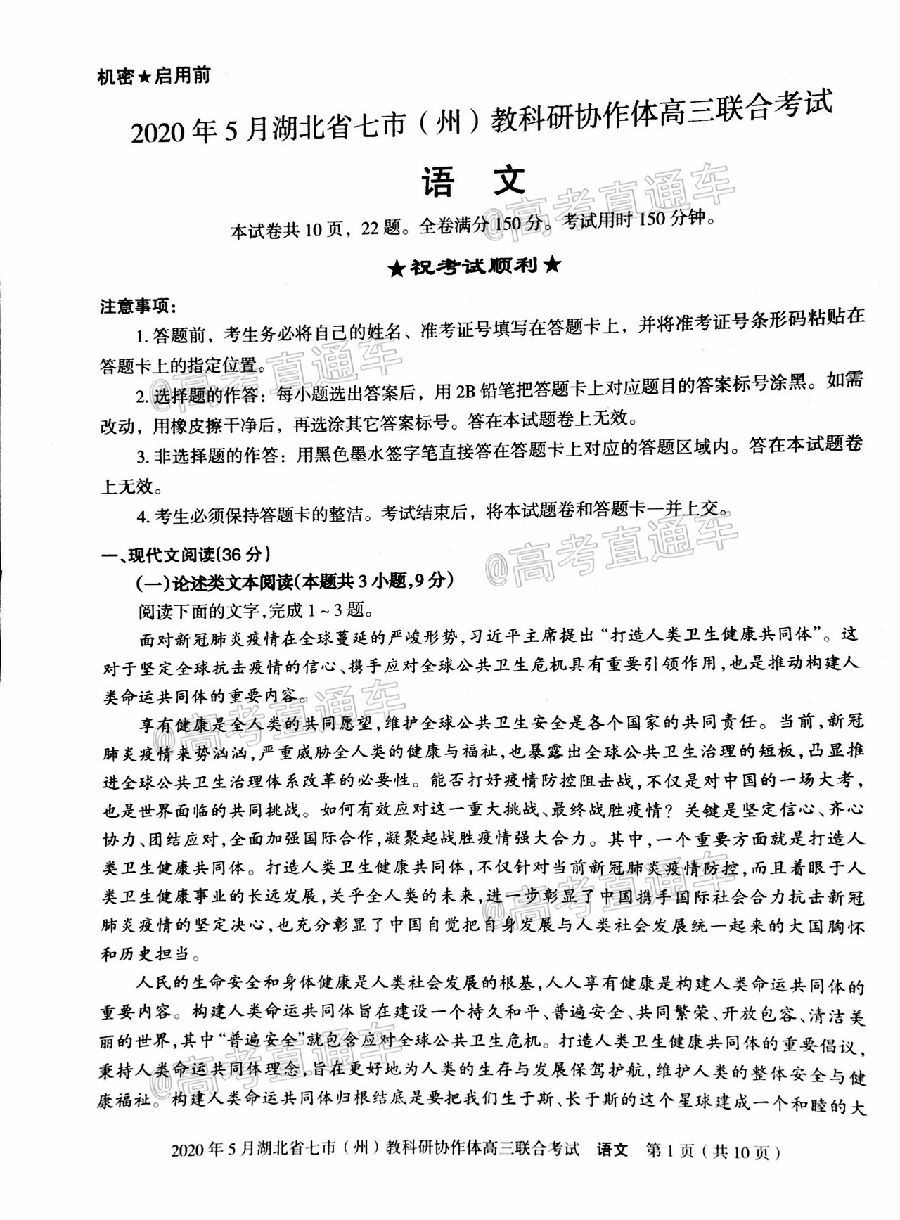 机密★启用前
2020年5月湖北省七市（州）教科研协作体高三联合考试
语 文
@高考直通车
本试卷共10页，22题。全卷满分150分。考试用时150分钟。
★祝考试顺利★
注意事项：
1.答题前，考生务必将自己的姓名、准考证号填写在答题卡上，并将准考证号条形码粘贴在
答题卡上的指定位置。
@高考直通车
2.选择题的作答：每小题选出答案后，用2B铅笔把答题卡上对应题目的答案标号涂黑。如需
改动，用橡皮擦干净后，再选涂其它答案标号。答在本试题卷上无效。
3.非选择题的作答：用黑色墨水签字笔直接答在答题卡上对应的答题区域内。答在本试题卷
上无效。
4.考生必须保持答题卡的整洁。考试结束后，将本试题卷和答题卡一并上交。
@高考直通车
一、现代文阅读(36分)
(一)论述类文本阅读(本题共3小题,9分)
阅读下面的文字,完成1~3题。
面对新冠肺炎疫情在全球蔓延的严峻形势,习近平主席提出“打造人类卫生健康共同体”。这
对于坚定全球抗击疫情的信心、携手应对全球公共卫生危机具有重要引领作用,也是推动构建人
类命运共同体的重要内容。
@高考直通车
享有健康是全人类的共同愿望,维护全球公共卫生安全是各个国家的共同责任。当前,新冠
肺炎疫情来势汹汹,严重威胁全人类的健康与福祉,也暴露出全球公共卫生治理的短板,凸显推
进全球公共卫生治理体系改革的必要性。能否打好疫情防控阻击战,不仅是对中国的一场大考,
也是世界面临的共同挑战。如何有效应对这一重大挑战、最终战胜疫情？关键是坚定信心、齐心
协力、团结应对,全面加强国际合作,凝聚起战胜疫情强大合力。其中,一个重要方面就是打造人
类卫生健康共同体。打造人类卫生健康共同体,不仅针对当前新冠肺炎疫情防控,而且着眼于人
类卫生健康事业的长远发展,关乎全人类的未来,进一步彰显了中国携手国际社会合力抗击新冠
@高考直通车
肺炎疫情的坚定决心,也充分彰显了中国自觉把自身发展与人类社会发展统一起来的大国胸怀
和历史担当。
人民的生命安全和身体健康是人类社会发展的根基,人人享有健康是构建人类命运共同体的
重要内容。构建人类命运共同体旨在建设一个持久和平、普遍安全、共同繁荣、开放包容、清洁美
丽的世界,其中“普遍安全”就包含应对全球公共卫生危机。打造人类卫生健康共同体的重要倡议,
秉持人类命运共同体理念,旨在更好地为人类的生存与发展保驾护航,维护人类的整体安全与健
@高考直通车
康福祉。构建人类命运共同体归根结底是要把我们生于斯、长于斯的这个星球建成一个和睦的大
2020年5月湖北省七市（州）教科研协作体高三联合考试 语文 第1页（共10页）